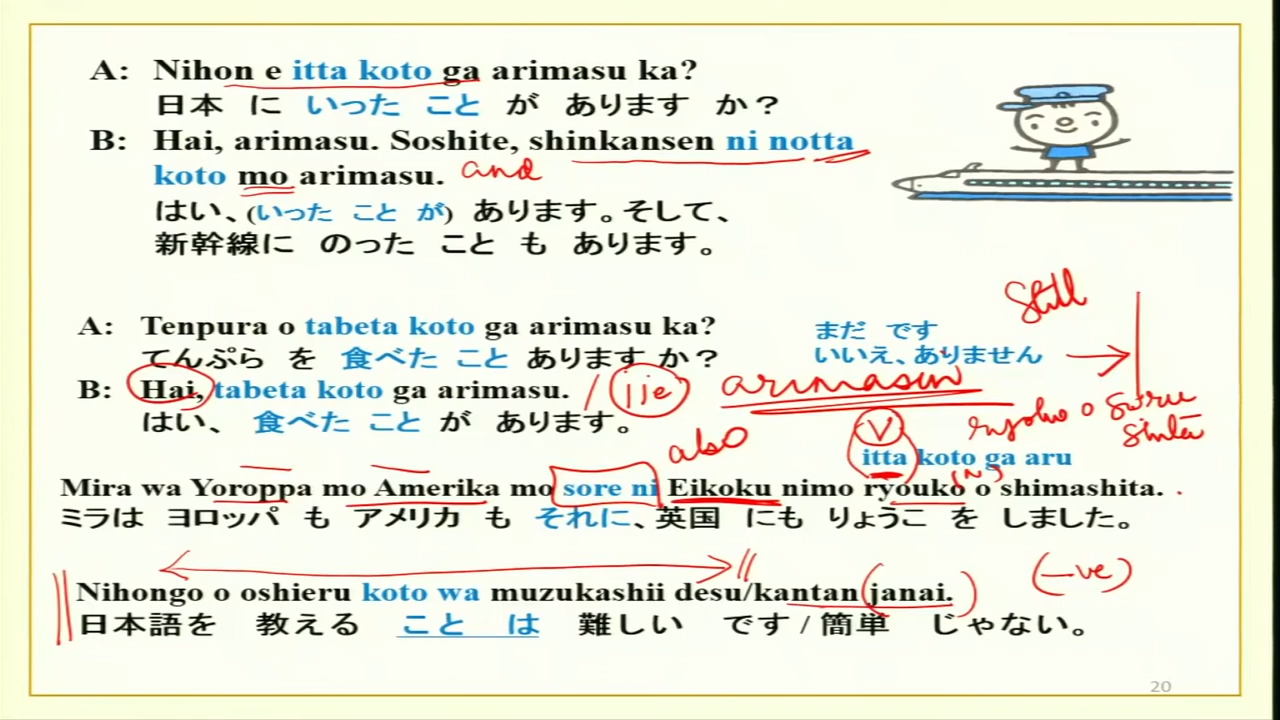 A: Nihon e itta koto ga arimasu ka?
日本 に いった こと が あります か？
B: Hai, arimasu. Soshite, shinkansen ni notta
koto mo arimasu. and
はい、(いった こと が) あります。そして、
新幹線に のった こと も あります。
Still
A: Tenpura o tabeta koto ga arimasu ka?
まだ です
てんぷら を 食べた こと あります か？
いいえ、ありません
B: Hai, tabeta koto ga arimasu. / iie arimasen
はい、 食べた こと が あります。
also
V
suru
itta koto ga aru
Mira wa Yoroppa mo Amerika mo sore ni Eikoku nimo ryouko o shimashita.
ミラは ヨロッパ も アメリカ も それに、英国 にも りょうこ を しました。
(-ve)
Nihongo o oshieru koto wa muzukashii desu/kantan (janai.)
日本語を 教える こと は 難しい です / 簡単 じゃない。
20